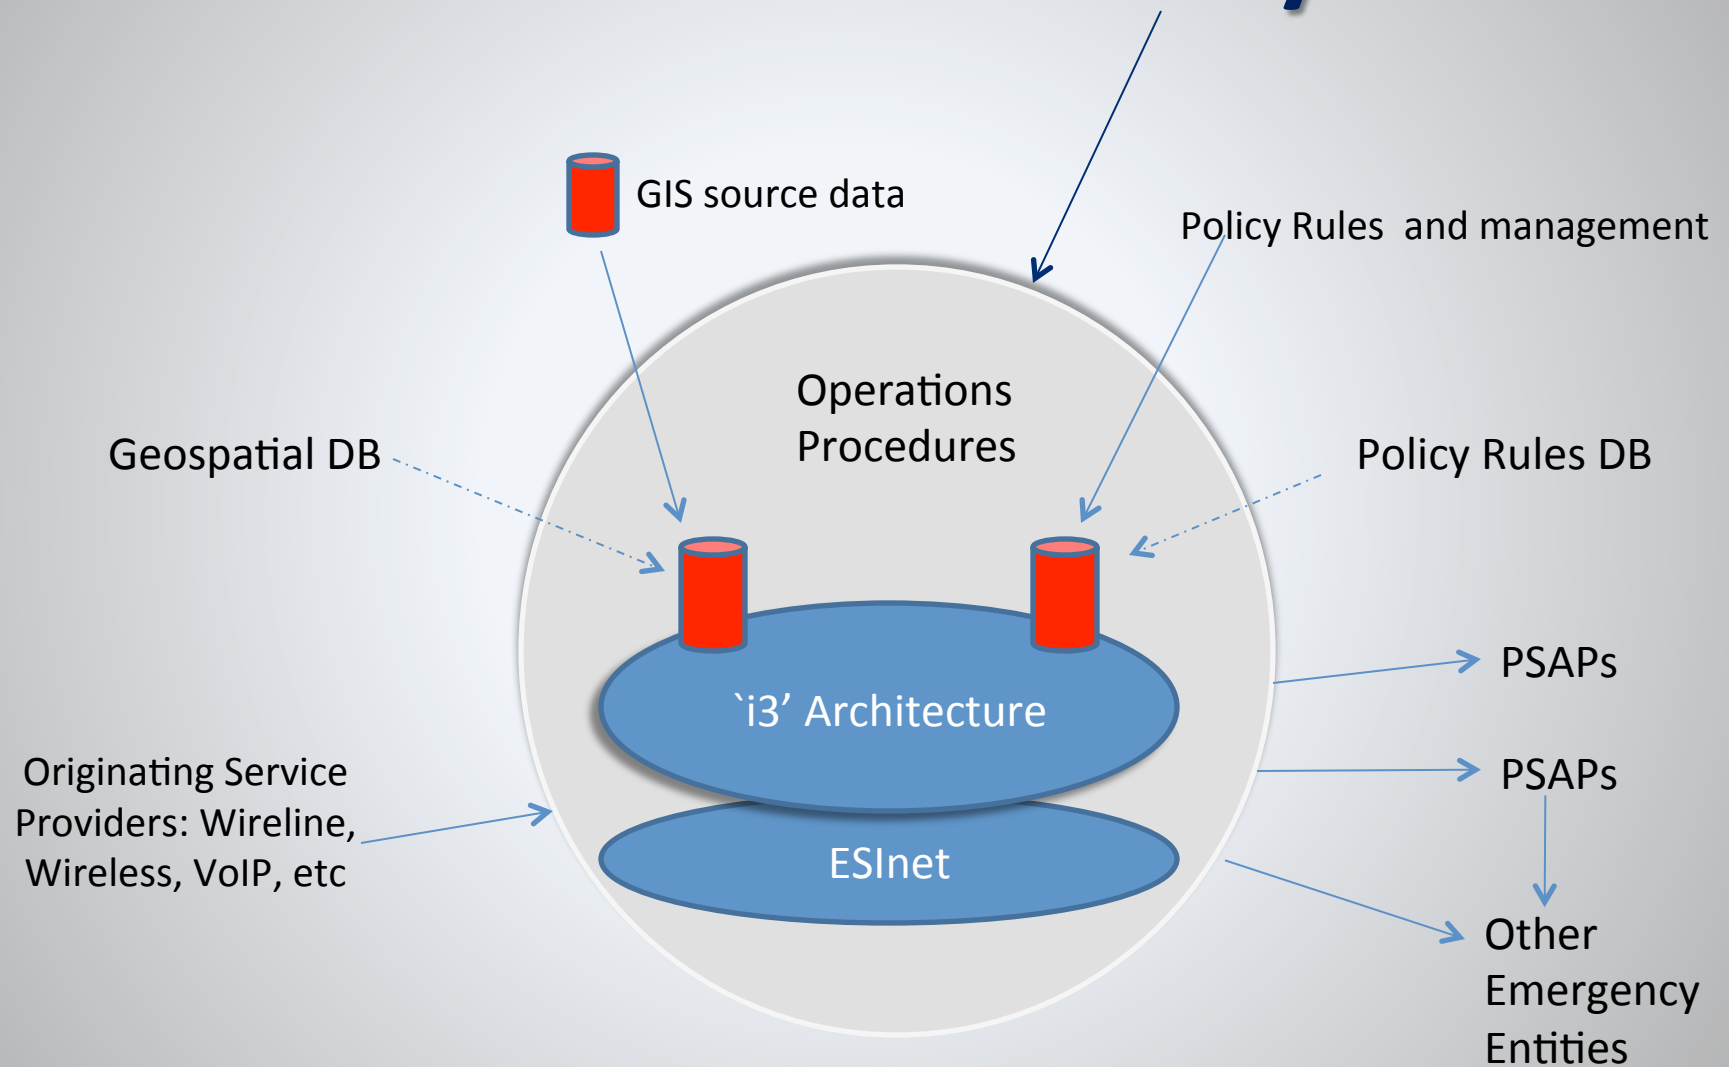 GIS source data
Policy Rules  and management
Operations
Procedures
Geospatial DB
Policy Rules DB
`i3’ Architecture
PSAPs
Originating Service
Providers: Wireline,
Wireless, VoIP, etc
PSAPs
ESInet
Other
Emergency
Entities